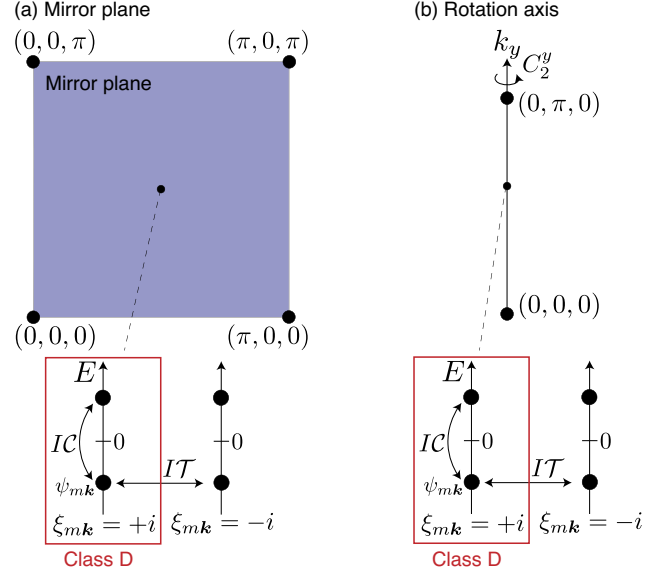 (a) Mirror plane
(0, 0, π)
(π, 0, π)
Mirror plane
(0, 0, 0)
(π, 0, 0)
E
IC
0
ψ_{mk}
IT
ξ_{mk} = +i
ξ_{mk} = −i
Class D
(b) Rotation axis
k_y
C_2^y
(0, π, 0)
(0, 0, 0)
E
IC
0
0
ψ_{mk}
IT
ξ_{mk} = +i
ξ_{mk} = −i
Class D